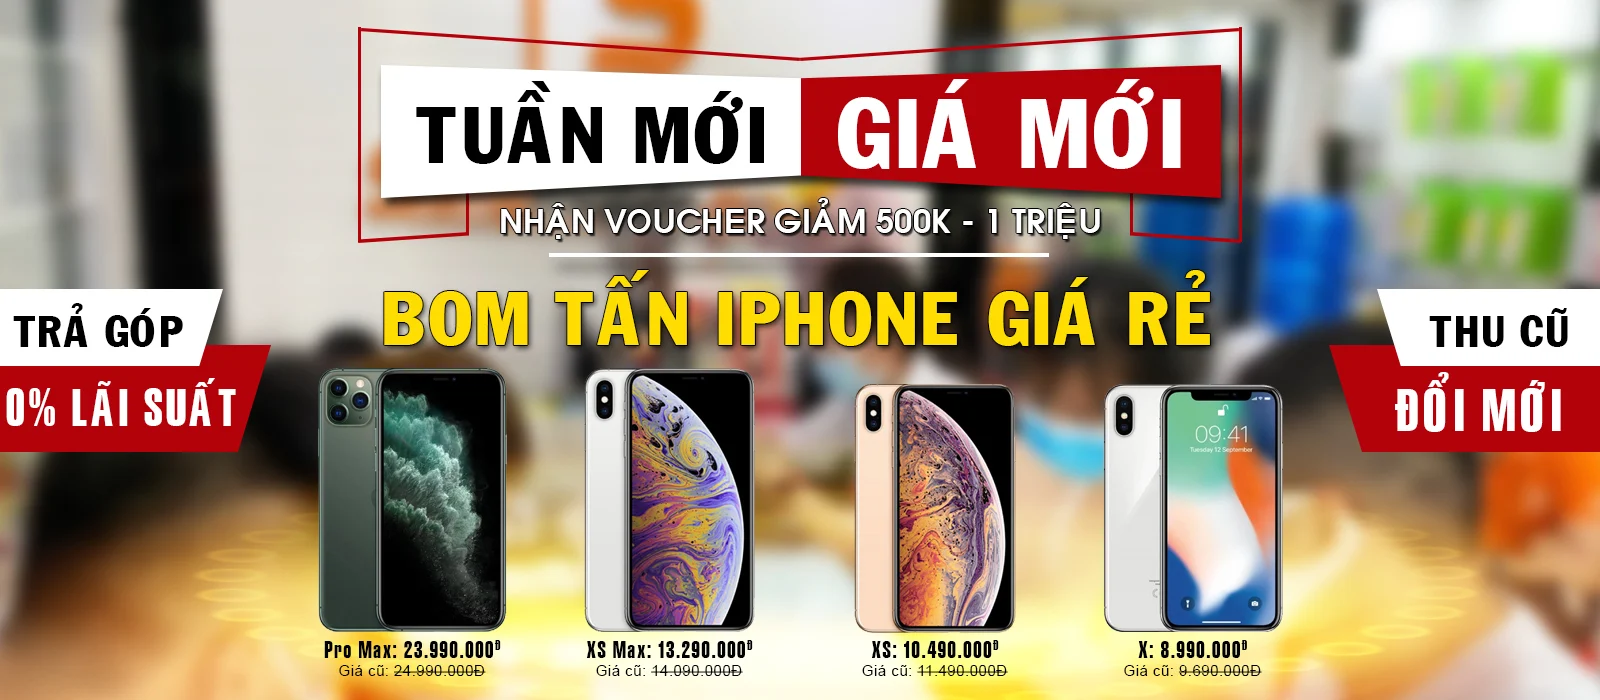 TUẦN MỚI GIÁ MỚI
NHẬN VOUCHER GIẢM 500K - 1 TRIỆU
BOM TẤN IPHONE GIÁ RẺ
TRẢ GÓP
0% LÃI SUẤT
THU CŨ
ĐỔI MỚI
09:41
Tuesday 12 September
Pro Max: 23.990.000Đ
Giá cũ: 24.990.000Đ
XS Max: 13.290.000Đ
Giá cũ: 14.090.000Đ
XS: 10.490.000Đ
Giá cũ: 11.490.000Đ
X: 8.990.000Đ
Giá cũ: 9.690.000Đ